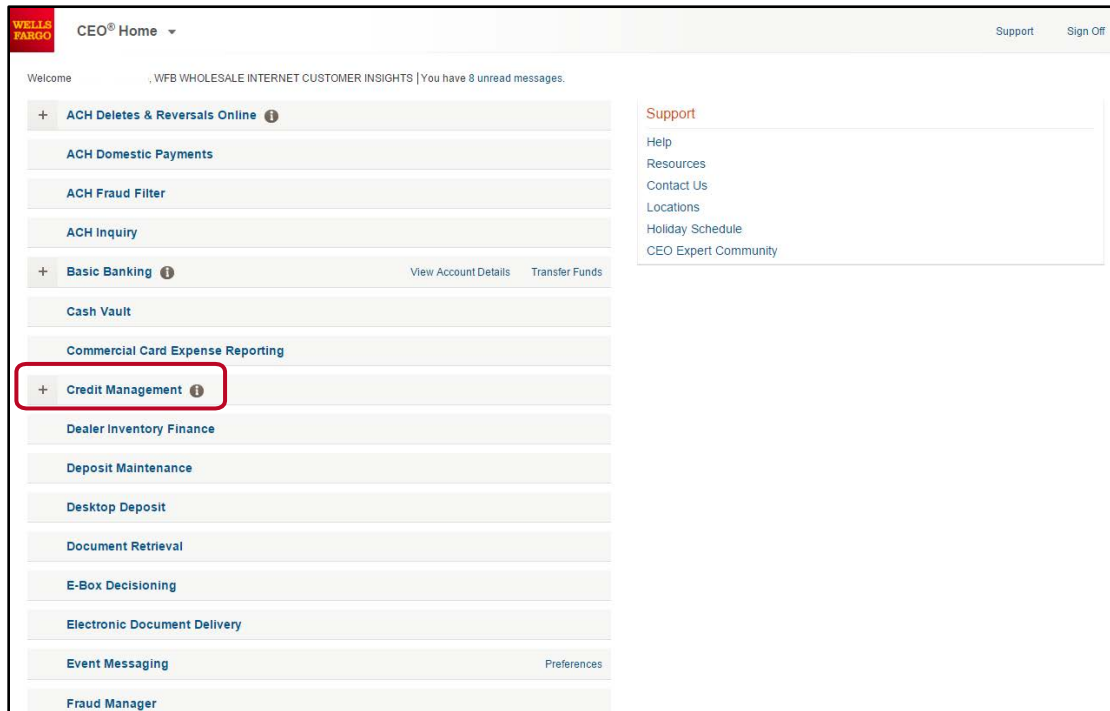 WELLS
FARGO
CEO® Home
Support Sign Off
Welcome , WFB WHOLESALE INTERNET CUSTOMER INSIGHTS | You have 8 unread messages.
+ ACH Deletes & Reversals Online i
ACH Domestic Payments
ACH Fraud Filter
ACH Inquiry
+ Basic Banking i View Account Details Transfer Funds
Cash Vault
Commercial Card Expense Reporting
+ Credit Management i
Dealer Inventory Finance
Deposit Maintenance
Desktop Deposit
Document Retrieval
E-Box Decisioning
Electronic Document Delivery
Event Messaging Preferences
Fraud Manager
Support
Help
Resources
Contact Us
Locations
Holiday Schedule
CEO Expert Community